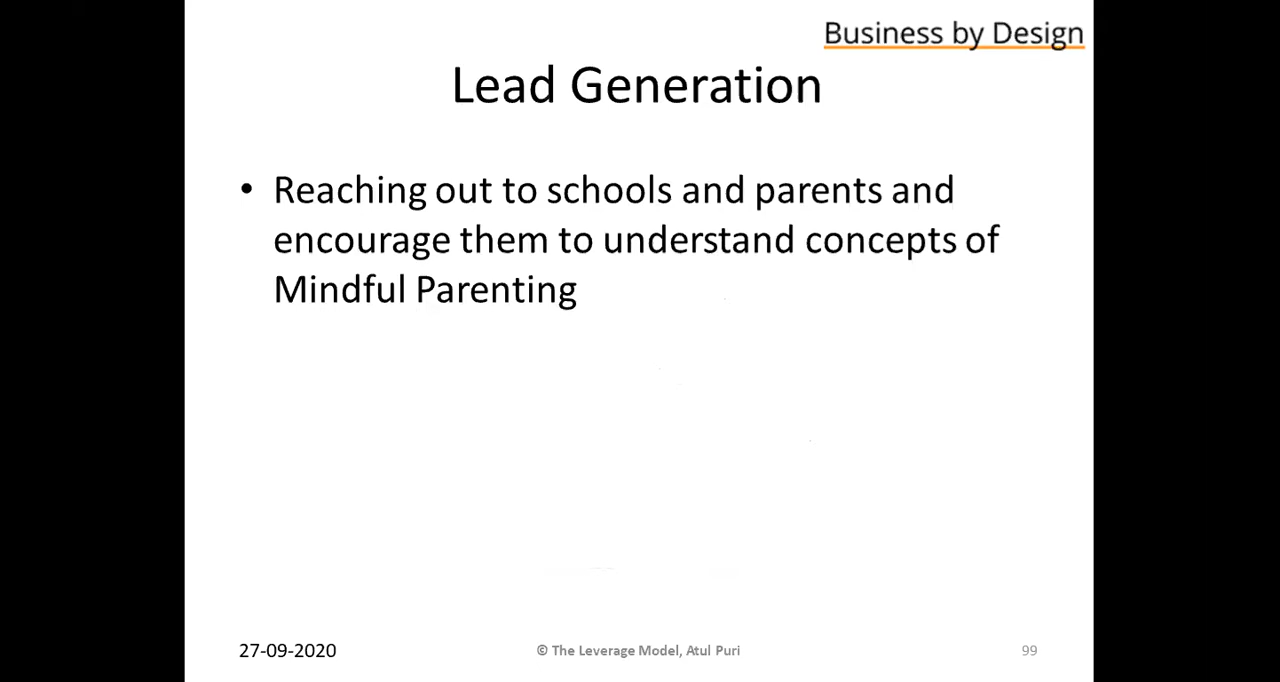 Business by Design
Lead Generation
• Reaching out to schools and parents and
encourage them to understand concepts of
Mindful Parenting
27-09-2020
© The Leverage Model, Atul Puri
99